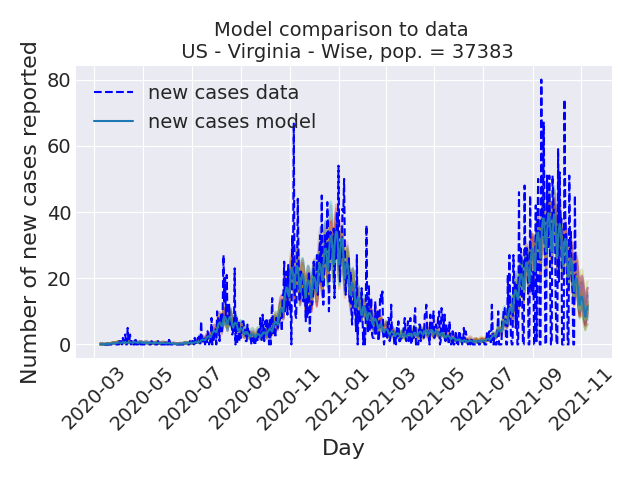 Model comparison to data
US - Virginia - Wise, pop. = 37383
Number of new cases reported
80
60
40
20
0
new cases data
new cases model
2020-03
2020-05
2020-07
2020-09
2020-11
2021-01
2021-03
2021-05
2021-07
2021-09
2021-11
Day